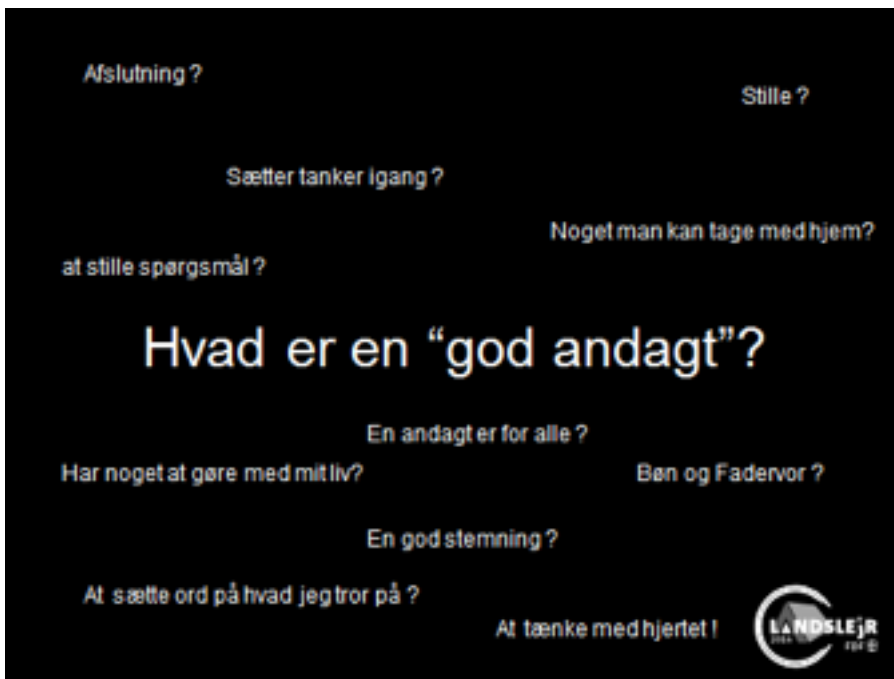 Afslutning ?
Stille ?
Sætter tanker igang ?
Noget man kan tage med hjem?
at stille spørgsmål ?
Hvad er en “god andagt”?
En andagt er for alle ?
Har noget at gøre med mit liv?
Bøn og Fadervor ?
En god stemning ?
At sætte ord på hvad jeg tror på ?
At tænke med hjertet !
LANDSLEjR